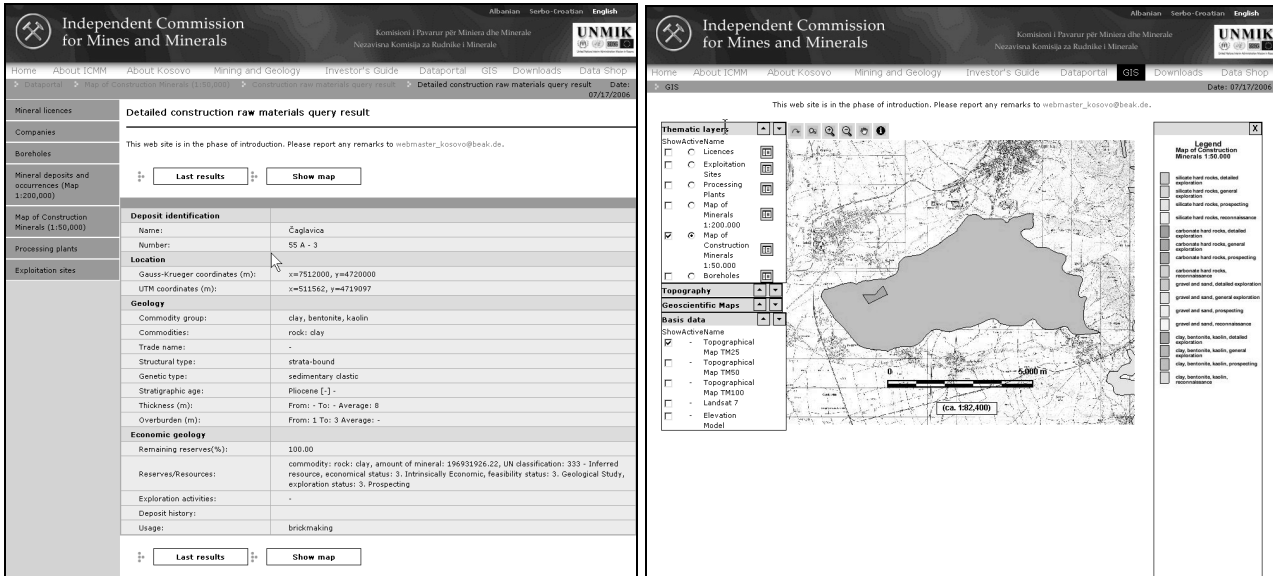 Albanian Serbo-Croatian English
Independent Commission
for Mines and Minerals
Komisioni i Pavarur për Miniera dhe Minerale
Nezavisna Komisija za Rudnike i Minerale
UNMIK
Home About ICMM About Kosovo Mining and Geology Investor's Guide Dataportal GIS Downloads Data Shop
Dataportal Map of Construction Minerals (1:50,000) Construction raw materials query result Detailed construction raw materials query result Date:
07/17/2006
Mineral licences
Companies
Boreholes
Mineral deposits and
occurrences (Map
1:200,000)
Map of Construction
Minerals (1:50,000)
Processing plants
Exploitation sites
Detailed construction raw materials query result
This web site is in the phase of introduction. Please report any remarks to webmaster_kosovo@beak.de.
Last results Show map
Deposit identification
Name: Čaglavica
Number: 55 A - 3
Location
Gauss-Krueger coordinates (m): x=7512000, y=4720000
UTM coordinates (m): x=511562, y=4719097
Geology
Commodity group: clay, bentonite, kaolin
Commodities: rock: clay
Trade name: -
Structural type: strata-bound
Genetic type: sedimentary clastic
Stratigraphic age: Pliocene [-] -
Thickness (m): From: - To: - Average: 8
Overburden (m): From: 1 To: 3 Average: -
Economic geology
Remaining reserves(%): 100.00
Reserves/Resources: commodity: rock: clay, amount of mineral: 196931926.22, UN classification: 333 - Inferred
resource, economical status: 3. Intrinsically Economic, feasibility status: 3. Geological Study,
exploration status: 3. Prospecting
Exploration activities: -
Deposit history:
Usage: brickmaking
Last results Show map
Albanian Serbo-Croatian English
Independent Commission
for Mines and Minerals
Komisioni i Pavarur për Miniera dhe Minerale
Nezavisna Komisija za Rudnike i Minerale
UNMIK
Home About ICMM About Kosovo Mining and Geology Investor's Guide Dataportal GIS Downloads Data Shop
GIS Date: 07/17/2006
This web site is in the phase of introduction. Please report any remarks to webmaster_kosovo@beak.de.
Thematic layers
ShowActiveName
Licences
Exploitation
Sites
Processing
Plants
Map of
Minerals
1:200.000
Map of
Construction
Minerals
1:50.000
Boreholes
Topography
Geoscientific Maps
Basis data
ShowActiveName
- Topographical
Map TM25
- Topographical
Map TM50
- Topographical
Map TM100
- Landsat 7
- Elevation
Model
0 5,000 m
(ca. 1:82,400)
X
Legend
Map of Construction
Minerals 1:50.000
silicate hard rocks, detailed
exploration
silicate hard rocks, general
exploration
silicate hard rocks, prospecting
silicate hard rocks, reconnaissance
carbonate hard rocks, detailed
exploration
carbonate hard rocks, general
exploration
carbonate hard rocks, prospecting
carbonate hard rocks,
reconnaissance
gravel and sand, detailed exploration
gravel and sand, general exploration
gravel and sand, prospecting
gravel and sand, reconnaissance
clay, bentonite, kaolin, detailed
exploration
clay, bentonite, kaolin, general
exploration
clay, bentonite, kaolin, prospecting
clay, bentonite, kaolin,
reconnaissance